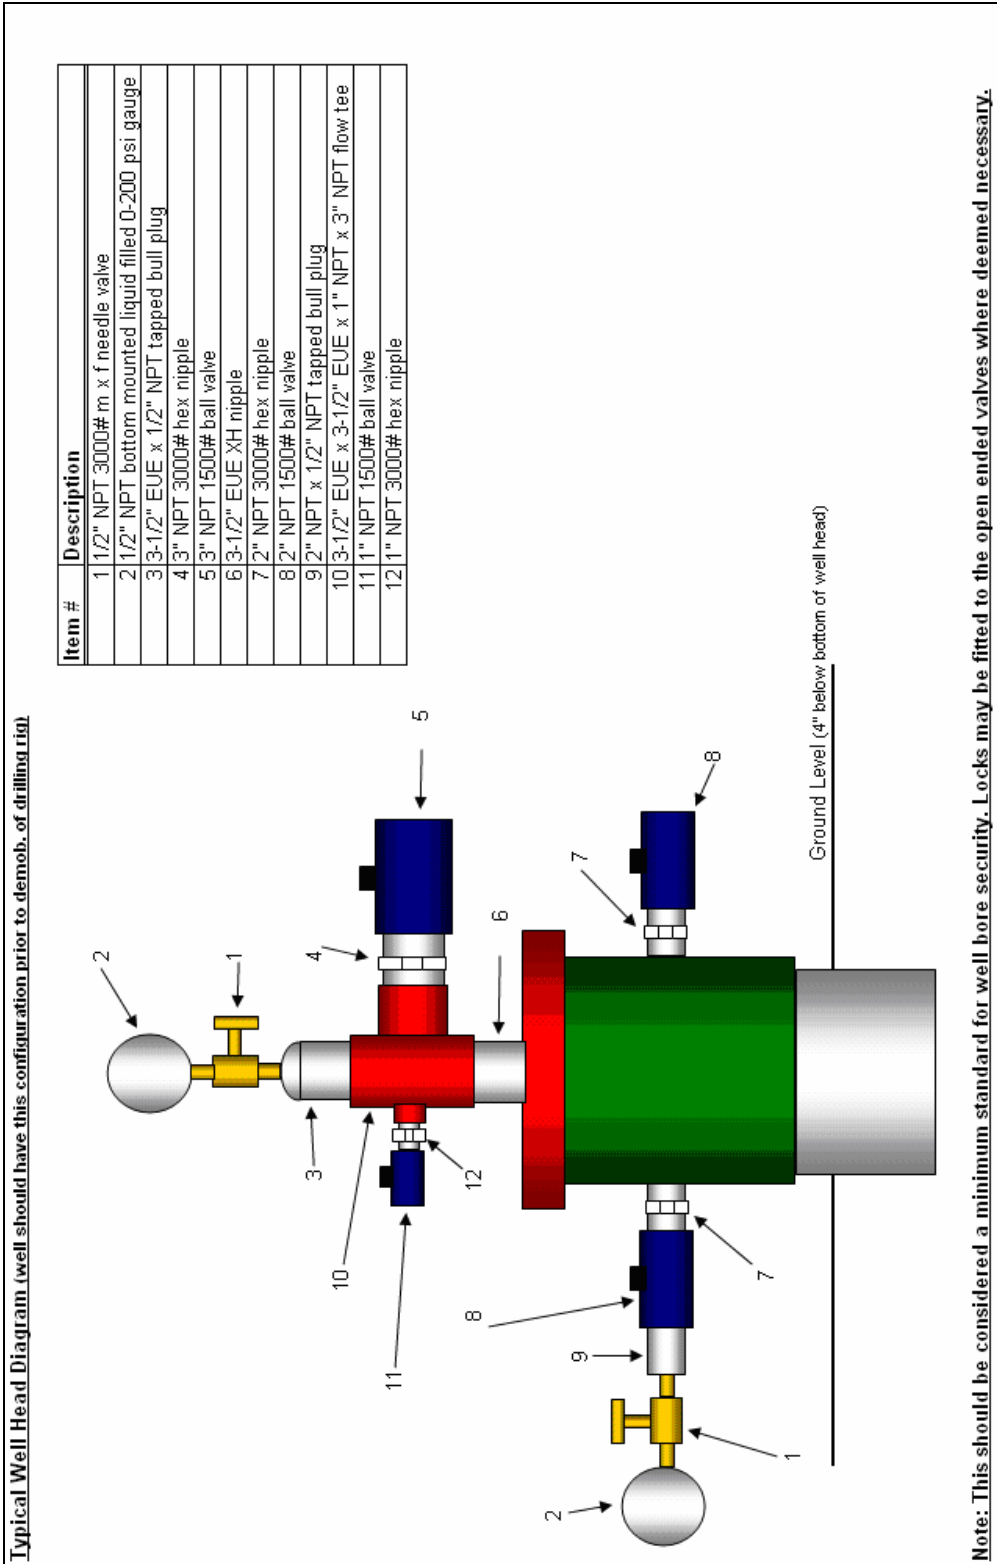 Typical Well Head Diagram (well should have this configuration prior to demob. of drilling rig)
Item # Description
1 1/2" NPT 3000# m x f needle valve
2 1/2" NPT bottom mounted liquid filled 0-200 psi gauge
3 3-1/2" EUE x 1/2" NPT tapped bull plug
4 3" NPT 3000# hex nipple
5 3" NPT 1500# ball valve
6 3-1/2" EUE XH nipple
7 2" NPT 3000# hex nipple
8 2" NPT 1500# ball valve
9 2" NPT x 1/2" NPT tapped bull plug
10 3-1/2" EUE x 3-1/2" EUE x 1" NPT x 3" NPT flow tee
11 1" NPT 1500# ball valve
12 1" NPT 3000# hex nipple
2
1
3
4
5
10
12
11
6
8
7
7
8
9
1
2
Ground Level (4" below bottom of well head)
Note: This should be considered a minimum standard for well bore security. Locks may be fitted to the open ended valves where deemed necessary.